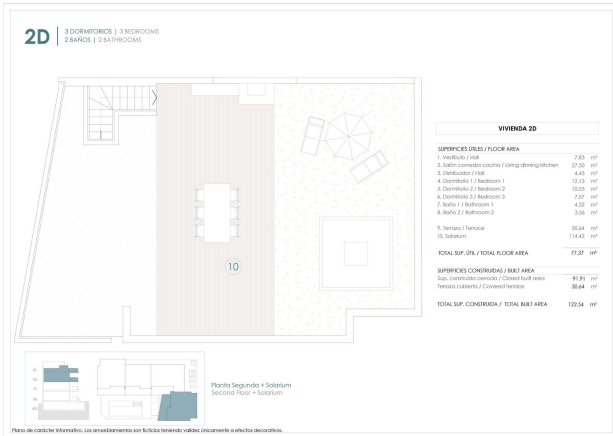 2D
3 DORMITORIOS | 3 BEDROOMS
2 BAÑOS | 2 BATHROOMS
10
VIVIENDA 2D
SUPERFICIES ÚTILES / FLOOR AREA
1. Vestíbulo / Hall 7,83 m²
2. Salón comedor cocina / Living dinning kitchen 27,50 m²
3. Distribuidor / Hall 4,43 m²
4. Dormitorio 1 / Bedroom 1 12,13 m²
5. Dormitorio 2 / Bedroom 2 10,53 m²
6. Dormitorio 3 / Bedroom 3 7,07 m²
7. Baño 1 / Bathroom 1 4,32 m²
8. Baño 2 / Bathroom 2 3,56 m²
9. Terraza / Terrace 30,64 m²
10. Solarium 114,42 m²
TOTAL SUP. ÚTIL / TOTAL FLOOR AREA 77,37 m²
SUPERFICIES CONSTRUIDAS / BUILT AREA
Sup. construida cerrada / Closed built area 91,91 m²
Terraza cubierta / Covered terrace 30,64 m²
TOTAL SUP. CONSTRUIDA / TOTAL BUILT AREA 122,54 m²
Planta Segunda + Solarium
Second Floor + Solarium
Plano de carácter informativo. Los amueblamientos son ficticios teniendo validez únicamente a efectos decorativos.